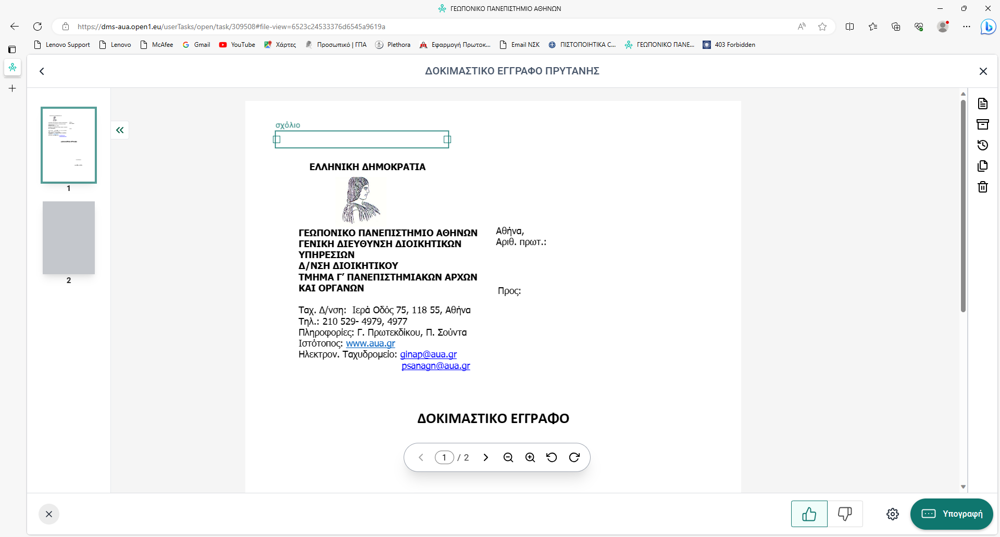 ΓΕΩΠΟΝΙΚΟ ΠΑΝΕΠΙΣΤΗΜΙΟ ΑΘΗΝΩΝ
https://dms-aua.open1.eu/userTasks/open/task/309508#file-view=6523c24533376d6545a9619a
Lenovo Support Lenovo McAfee Gmail YouTube Χάρτες Προσωπικό | ΓΠΑ Plethora Εφαρμογή Πρωτοκ... Email ΝΣΚ ΠΙΣΤΟΠΟΙΗΤΙΚΑ C... ΓΕΩΠΟΝΙΚΟ ΠΑΝΕ... 403 Forbidden
ΔΟΚΙΜΑΣΤΙΚΟ ΕΓΓΡΑΦΟ ΠΡΥΤΑΝΗΣ
1
2
σχόλιο
ΕΛΛΗΝΙΚΗ ΔΗΜΟΚΡΑΤΙΑ
ΓΕΩΠΟΝΙΚΟ ΠΑΝΕΠΙΣΤΗΜΙΟ ΑΘΗΝΩΝ
ΓΕΝΙΚΗ ΔΙΕΥΘΥΝΣΗ ΔΙΟΙΚΗΤΙΚΩΝ
ΥΠΗΡΕΣΙΩΝ
Δ/ΝΣΗ ΔΙΟΙΚΗΤΙΚΟΥ
ΤΜΗΜΑ Γ’ ΠΑΝΕΠΙΣΤΗΜΙΑΚΩΝ ΑΡΧΩΝ
ΚΑΙ ΟΡΓΑΝΩΝ
Αθήνα,
Αριθ. πρωτ.:
Προς:
Ταχ. Δ/νση: Ιερά Οδός 75, 118 55, Αθήνα
Τηλ.: 210 529- 4979, 4977
Πληροφορίες: Γ. Πρωτεκδίκου, Π. Σούντα
Ιστότοπος: www.aua.gr
Ηλεκτρον. Ταχυδρομείο: ginap@aua.gr
psanagn@aua.gr
ΔΟΚΙΜΑΣΤΙΚΟ ΕΓΓΡΑΦΟ
1 / 2
Υπογραφή